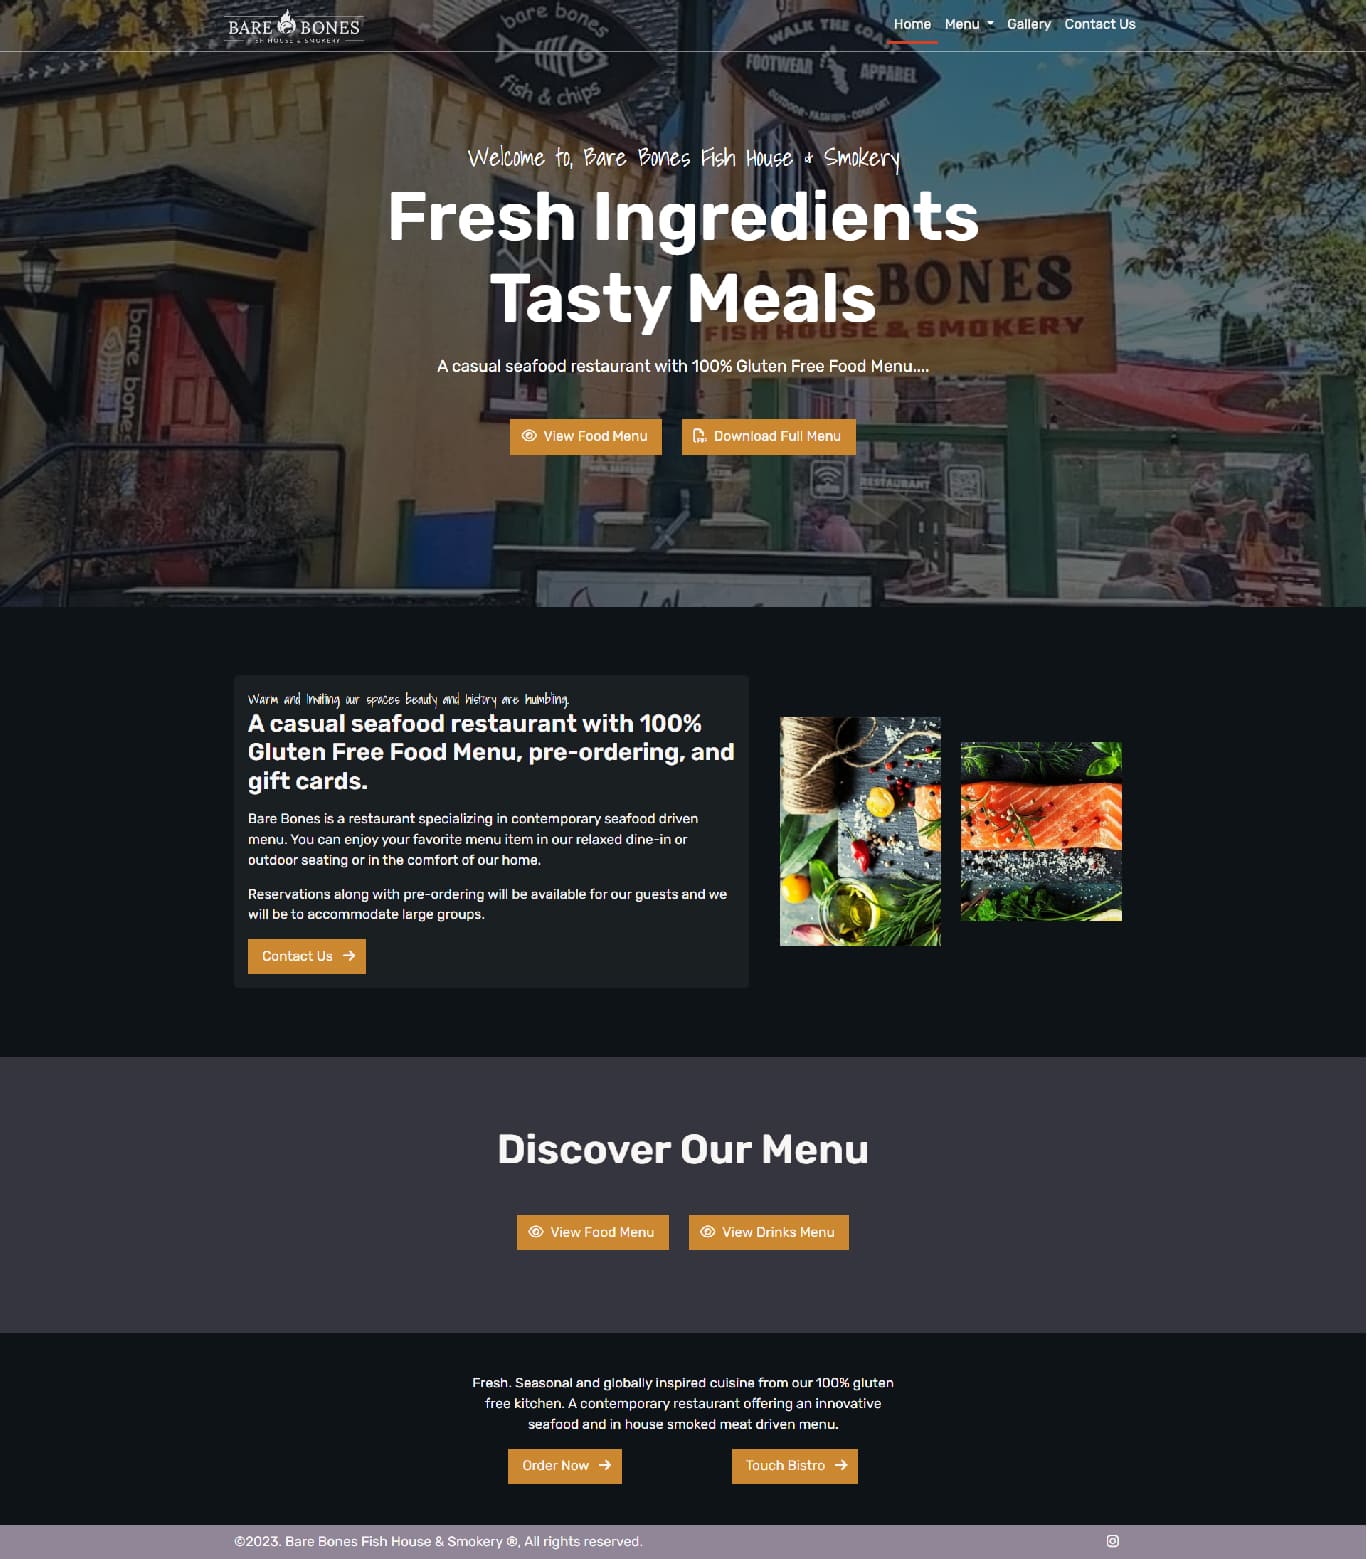 BARE BONES
FISH HOUSE & SMOKERY
Home Menu Gallery Contact Us
bare bones
fish & chips
WALK THE COAST
FOOTWEAR APPAREL
OUTDOOR-FASHION-COMFORT
Welcome to, Bare Bones Fish House & Smokery
Fresh Ingredients
Tasty Meals
BARE BONES
FISH HOUSE & SMOKERY
bare bones
A casual seafood restaurant with 100% Gluten Free Food Menu....
View Food Menu Download Full Menu
RESTAURANT
Warm and Inviting our spaces beauty and history are humbling.
A casual seafood restaurant with 100%
Gluten Free Food Menu, pre-ordering, and
gift cards.
Bare Bones is a restaurant specializing in contemporary seafood driven
menu. You can enjoy your favorite menu item in our relaxed dine-in or
outdoor seating or in the comfort of our home.
Reservations along with pre-ordering will be available for our guests and we
will be to accommodate large groups.
Contact Us
Discover Our Menu
View Food Menu View Drinks Menu
Fresh. Seasonal and globally inspired cuisine from our 100% gluten
free kitchen. A contemporary restaurant offering an innovative
seafood and in house smoked meat driven menu.
Order Now Touch Bistro
©2023. Bare Bones Fish House & Smokery ®, All rights reserved.